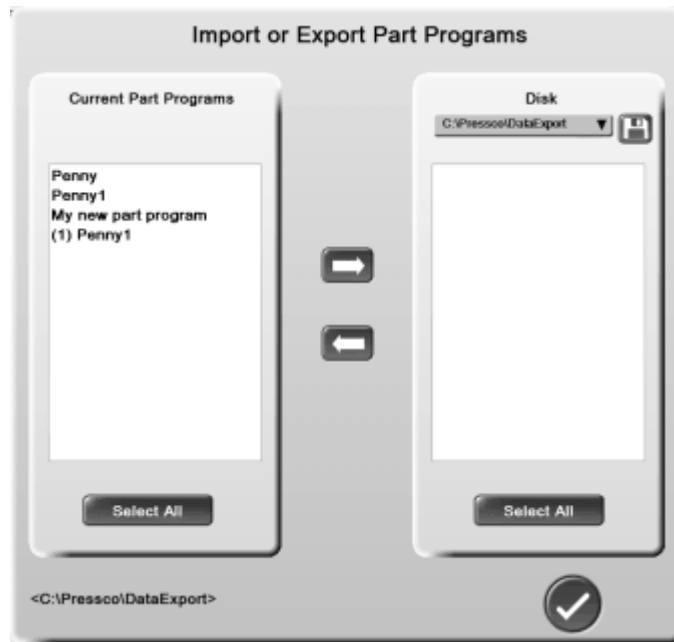 Import or Export Part Programs
Current Part Programs
Disk
C:\Pressco\DataExport
Penny
Penny1
My new part program
(1) Penny1
Select All
Select All
<C:\Pressco\DataExport>